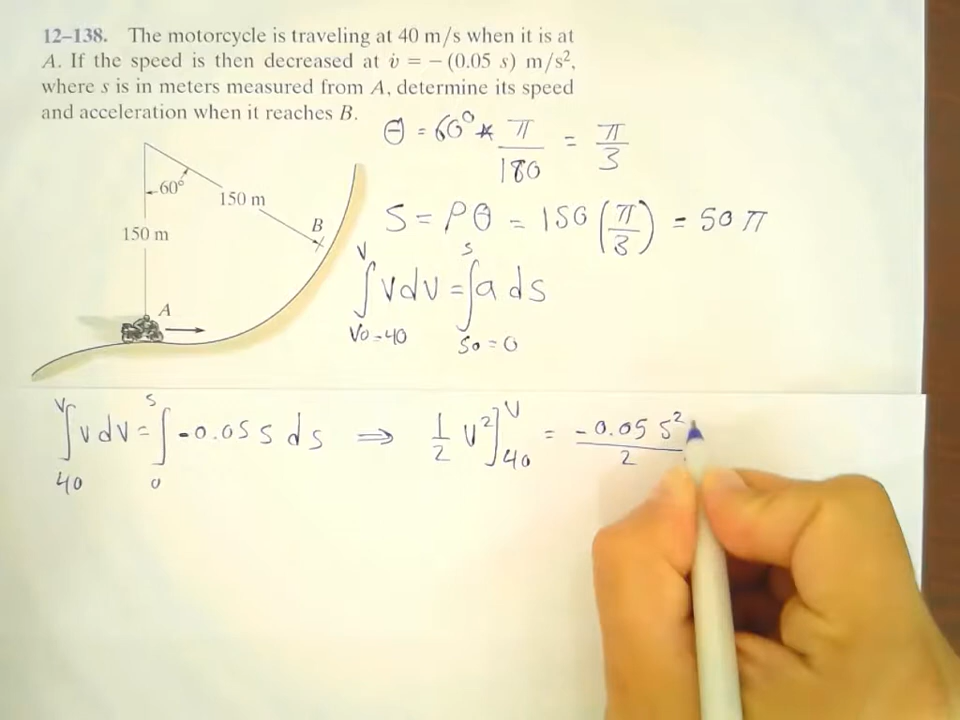 12–138. The motorcycle is traveling at 40 m/s when it is at
A. If the speed is then decreased at v̇ = − (0.05 s) m/s²,
where s is in meters measured from A, determine its speed
and acceleration when it reaches B.
θ = 60° * π/180 = π/3
60°
150 m
B
150 m
A
S = ρθ = 150 (π/3) = 50 π
∫ V dV = ∫ a ds
V
S
V0 = 40
S0 = 0
∫ V dV = ∫ -0.05 S ds ⇒ 1/2 V²]
V
S
V
40
0
40
= -0.05 S²/2